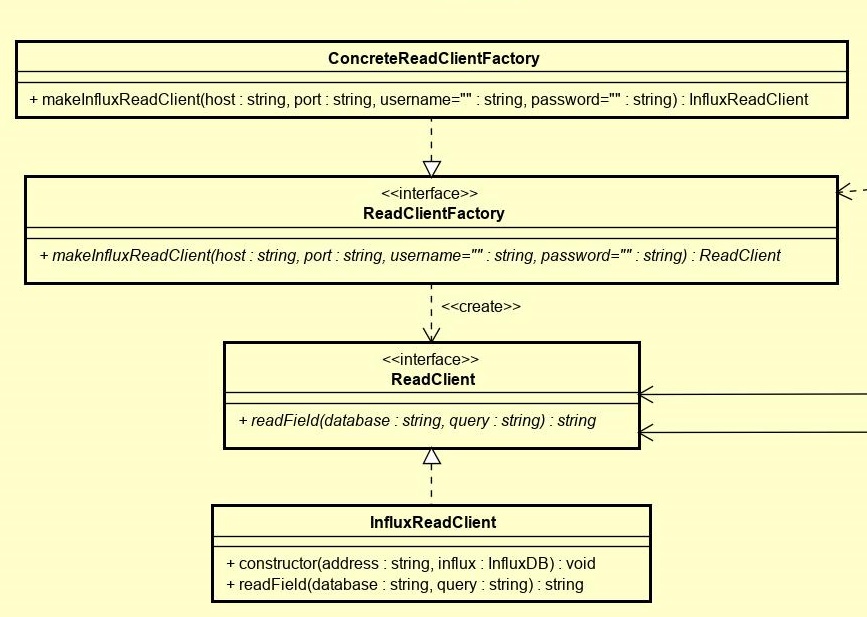 ConcreteReadClientFactory
+ makeInfluxReadClient(host : string, port : string, username="" : string, password="" : string) : InfluxReadClient
<<interface>>
ReadClientFactory
+ makeInfluxReadClient(host : string, port : string, username="" : string, password="" : string) : ReadClient
<<create>>
<<interface>>
ReadClient
+ readField(database : string, query : string) : string
InfluxReadClient
+ constructor(address : string, influx : InfluxDB) : void
+ readField(database : string, query : string) : string